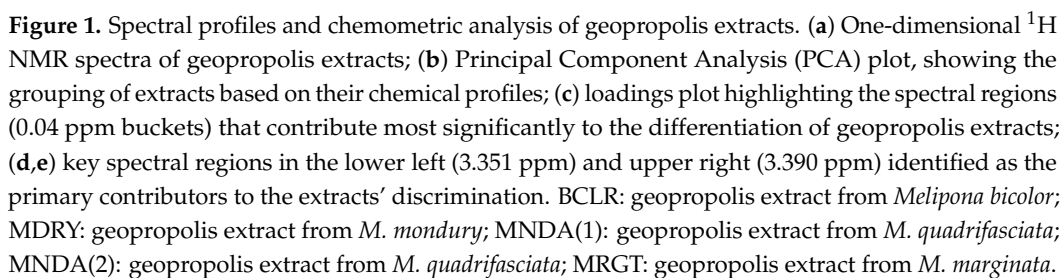 Figure 1. Spectral profiles and chemometric analysis of geopropolis extracts. (a) One-dimensional ¹H
NMR spectra of geopropolis extracts; (b) Principal Component Analysis (PCA) plot, showing the
grouping of extracts based on their chemical profiles; (c) loadings plot highlighting the spectral regions
(0.04 ppm buckets) that contribute most significantly to the differentiation of geopropolis extracts;
(d,e) key spectral regions in the lower left (3.351 ppm) and upper right (3.390 ppm) identified as the
primary contributors to the extracts’ discrimination. BCLR: geopropolis extract from Melipona bicolor;
MDRY: geopropolis extract from M. mondury; MNDA(1): geopropolis extract from M. quadrifasciata;
MNDA(2): geopropolis extract from M. quadrifasciata; MRGT: geopropolis extract from M. marginata.